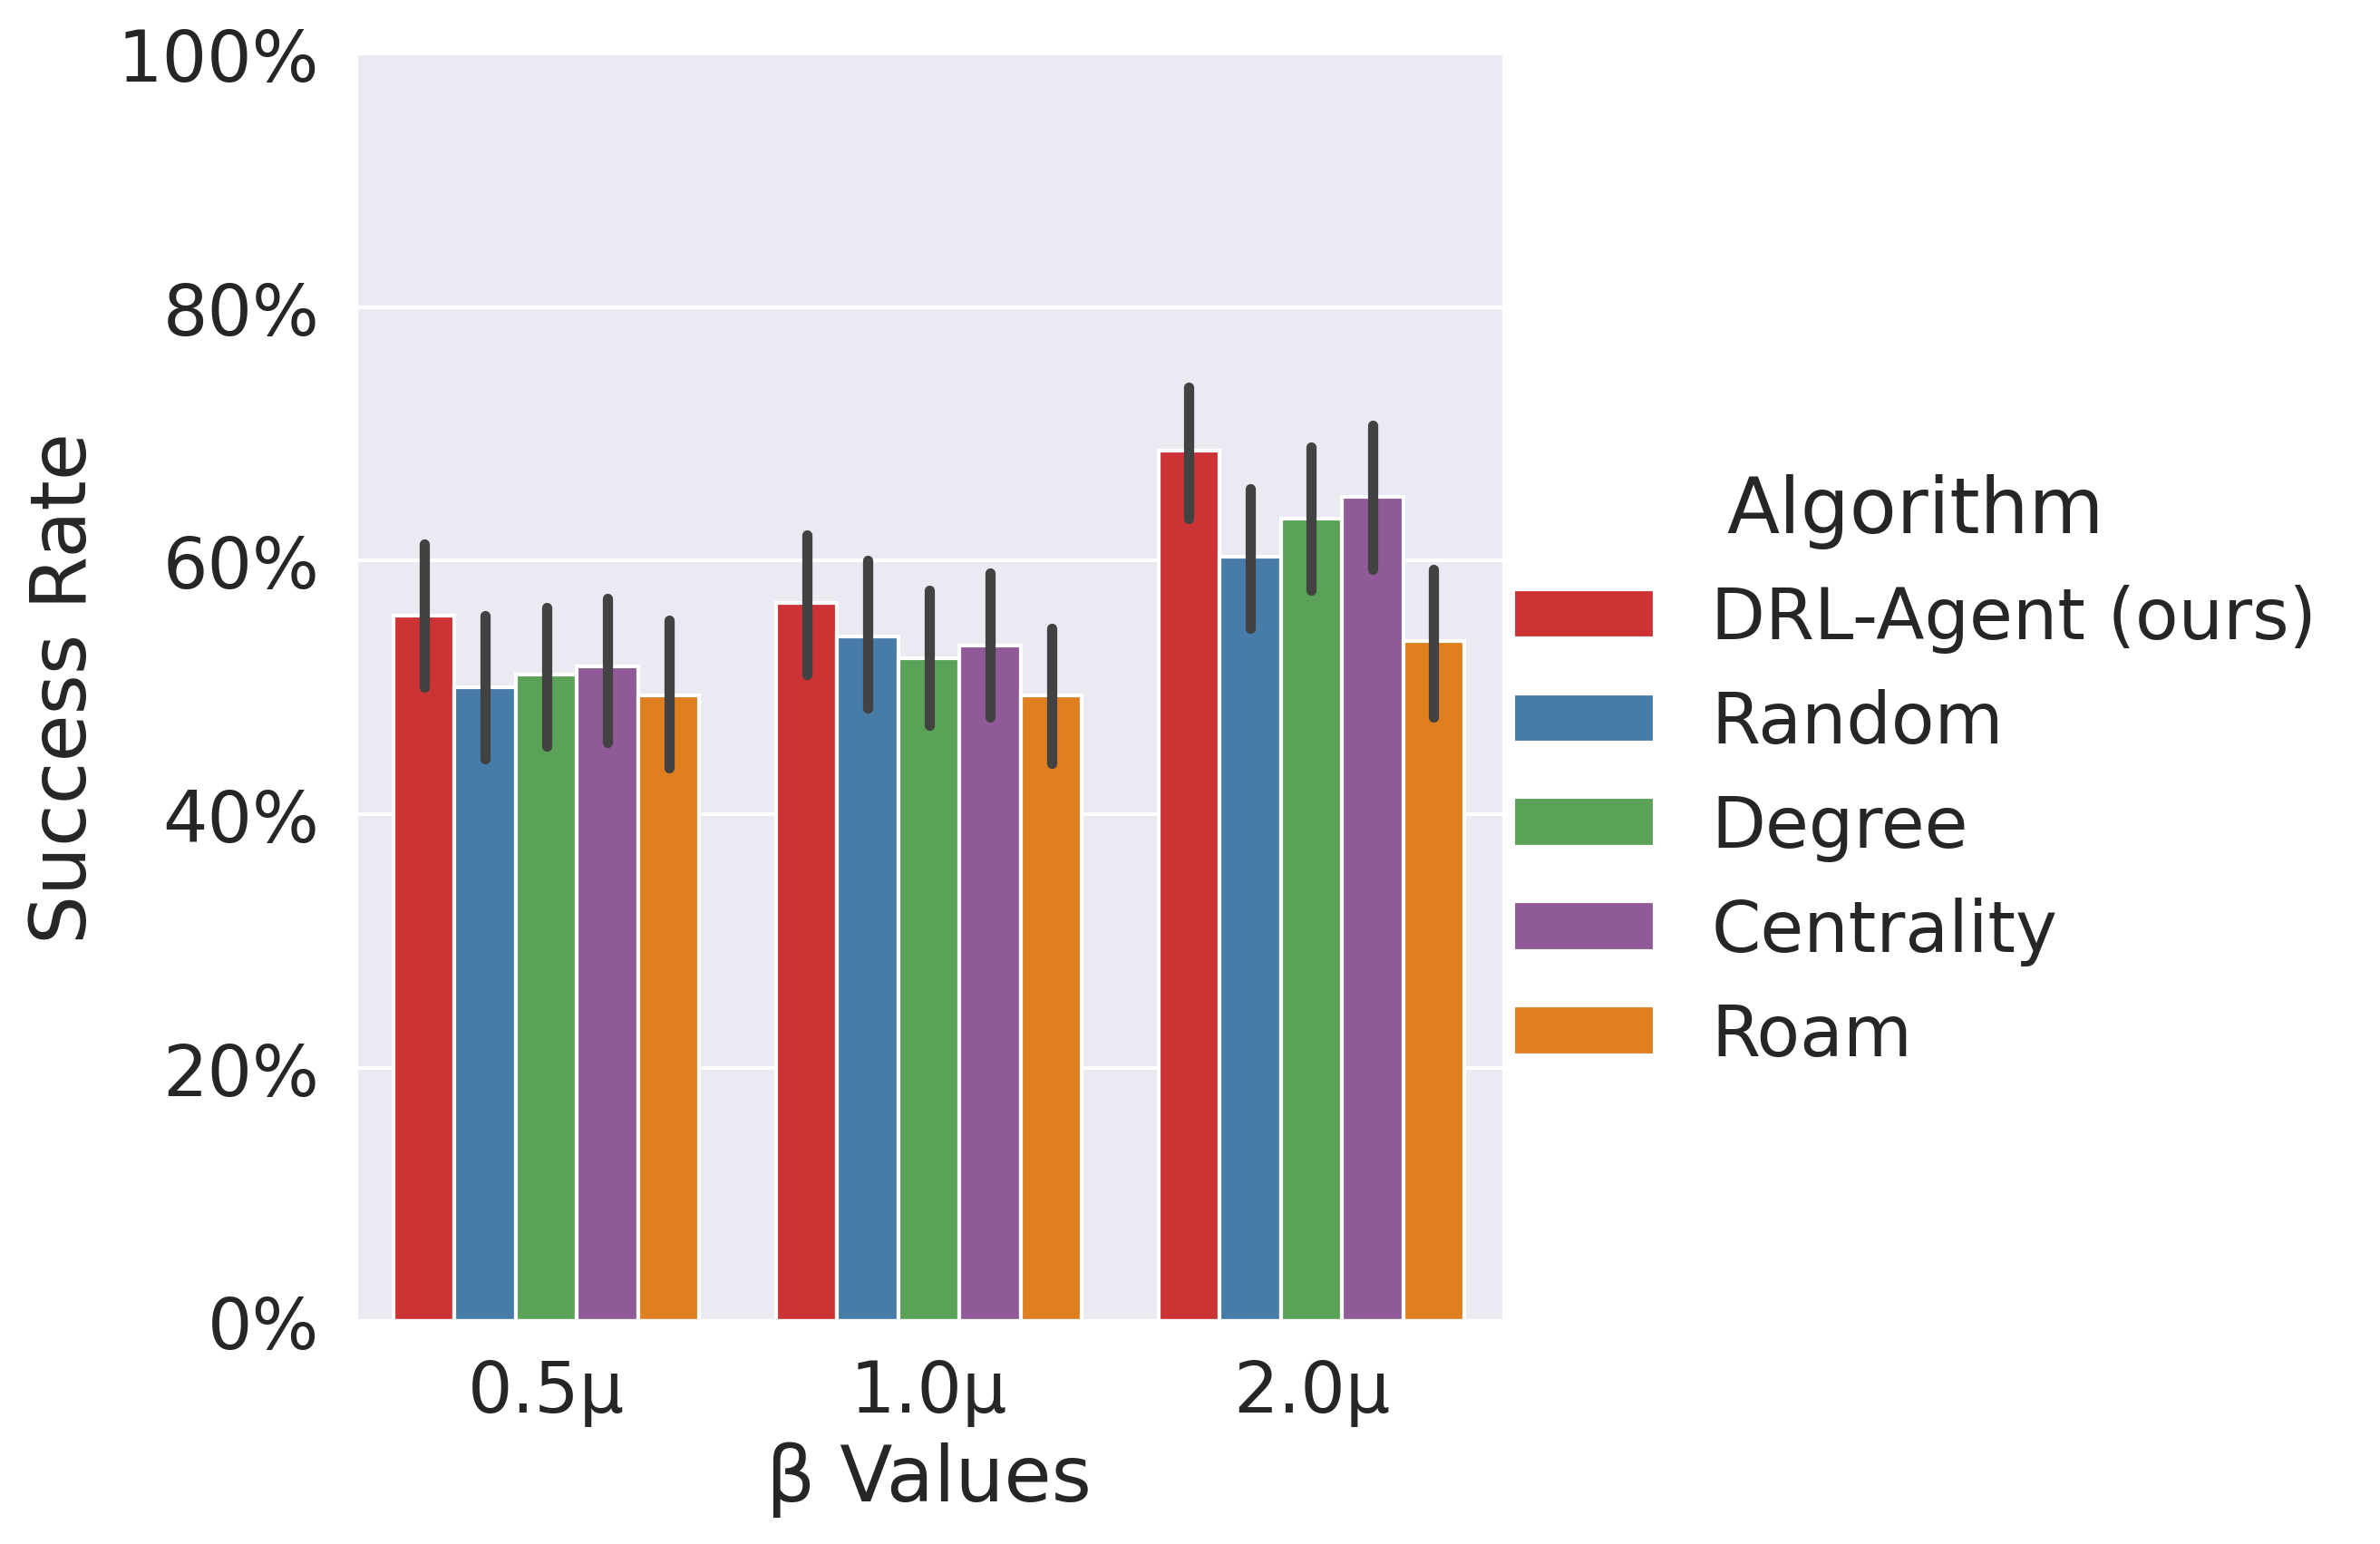 100%
80%
60%
40%
20%
0%
Success Rate
0.5μ
1.0μ
2.0μ
β Values
Algorithm
DRL-Agent (ours)
Random
Degree
Centrality
Roam